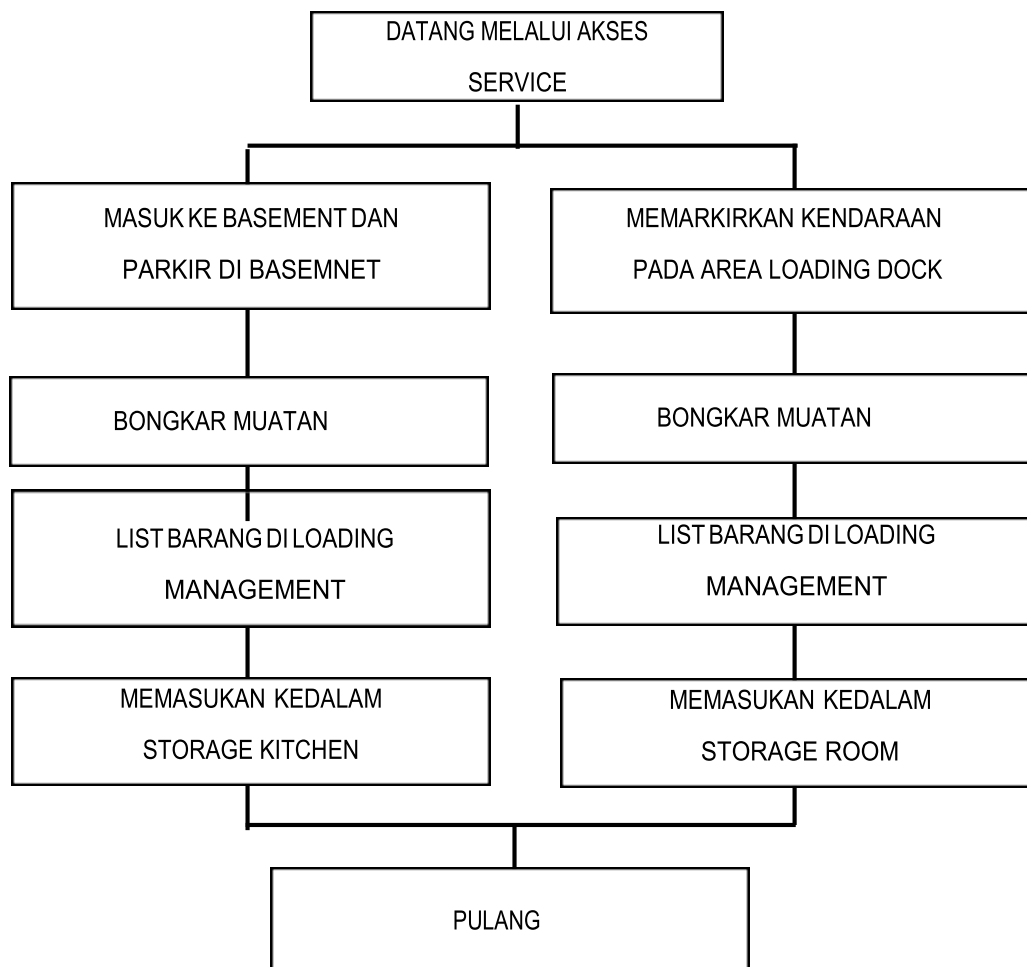 DATANG MELALUI AKSES
SERVICE
MASUK KE BASEMENT DAN
PARKIR DI BASEMNET
MEMARKIRKAN KENDARAAN
PADA AREA LOADING DOCK
BONGKAR MUATAN
BONGKAR MUATAN
LIST BARANG DI LOADING
MANAGEMENT
LIST BARANG DI LOADING
MANAGEMENT
MEMASUKAN KEDALAM
STORAGE KITCHEN
MEMASUKAN KEDALAM
STORAGE ROOM
PULANG